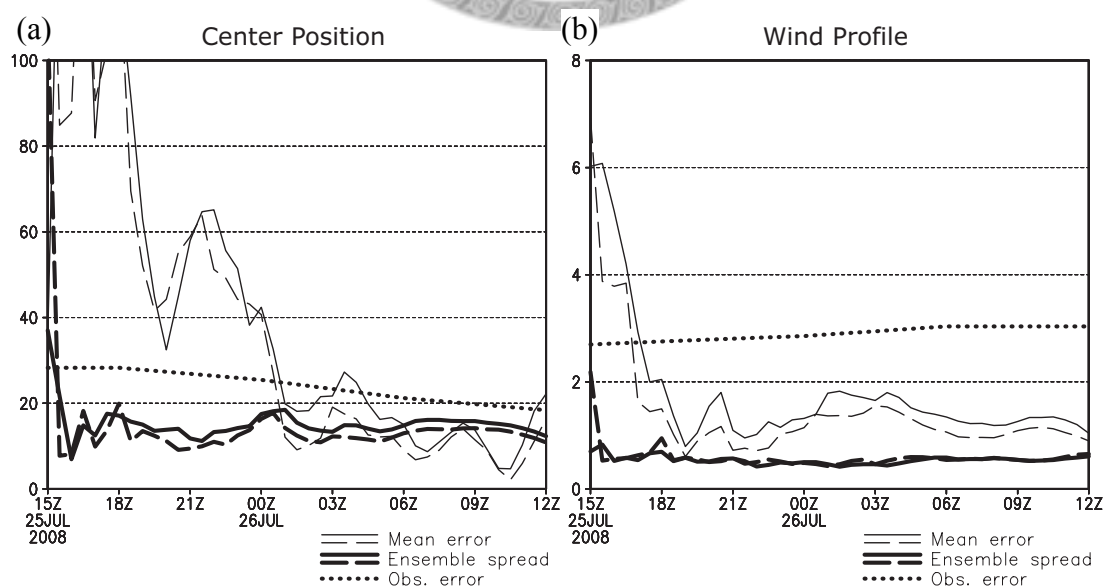 (a)
Center Position
100
80
60
40
20
0
15Z 18Z 21Z 00Z 03Z 06Z 09Z 12Z
25JUL 26JUL
2008
Mean error
Ensemble spread
Obs. error
(b)
Wind Profile
8
6
4
2
0
15Z 18Z 21Z 00Z 03Z 06Z 09Z 12Z
25JUL 26JUL
2008
Mean error
Ensemble spread
Obs. error